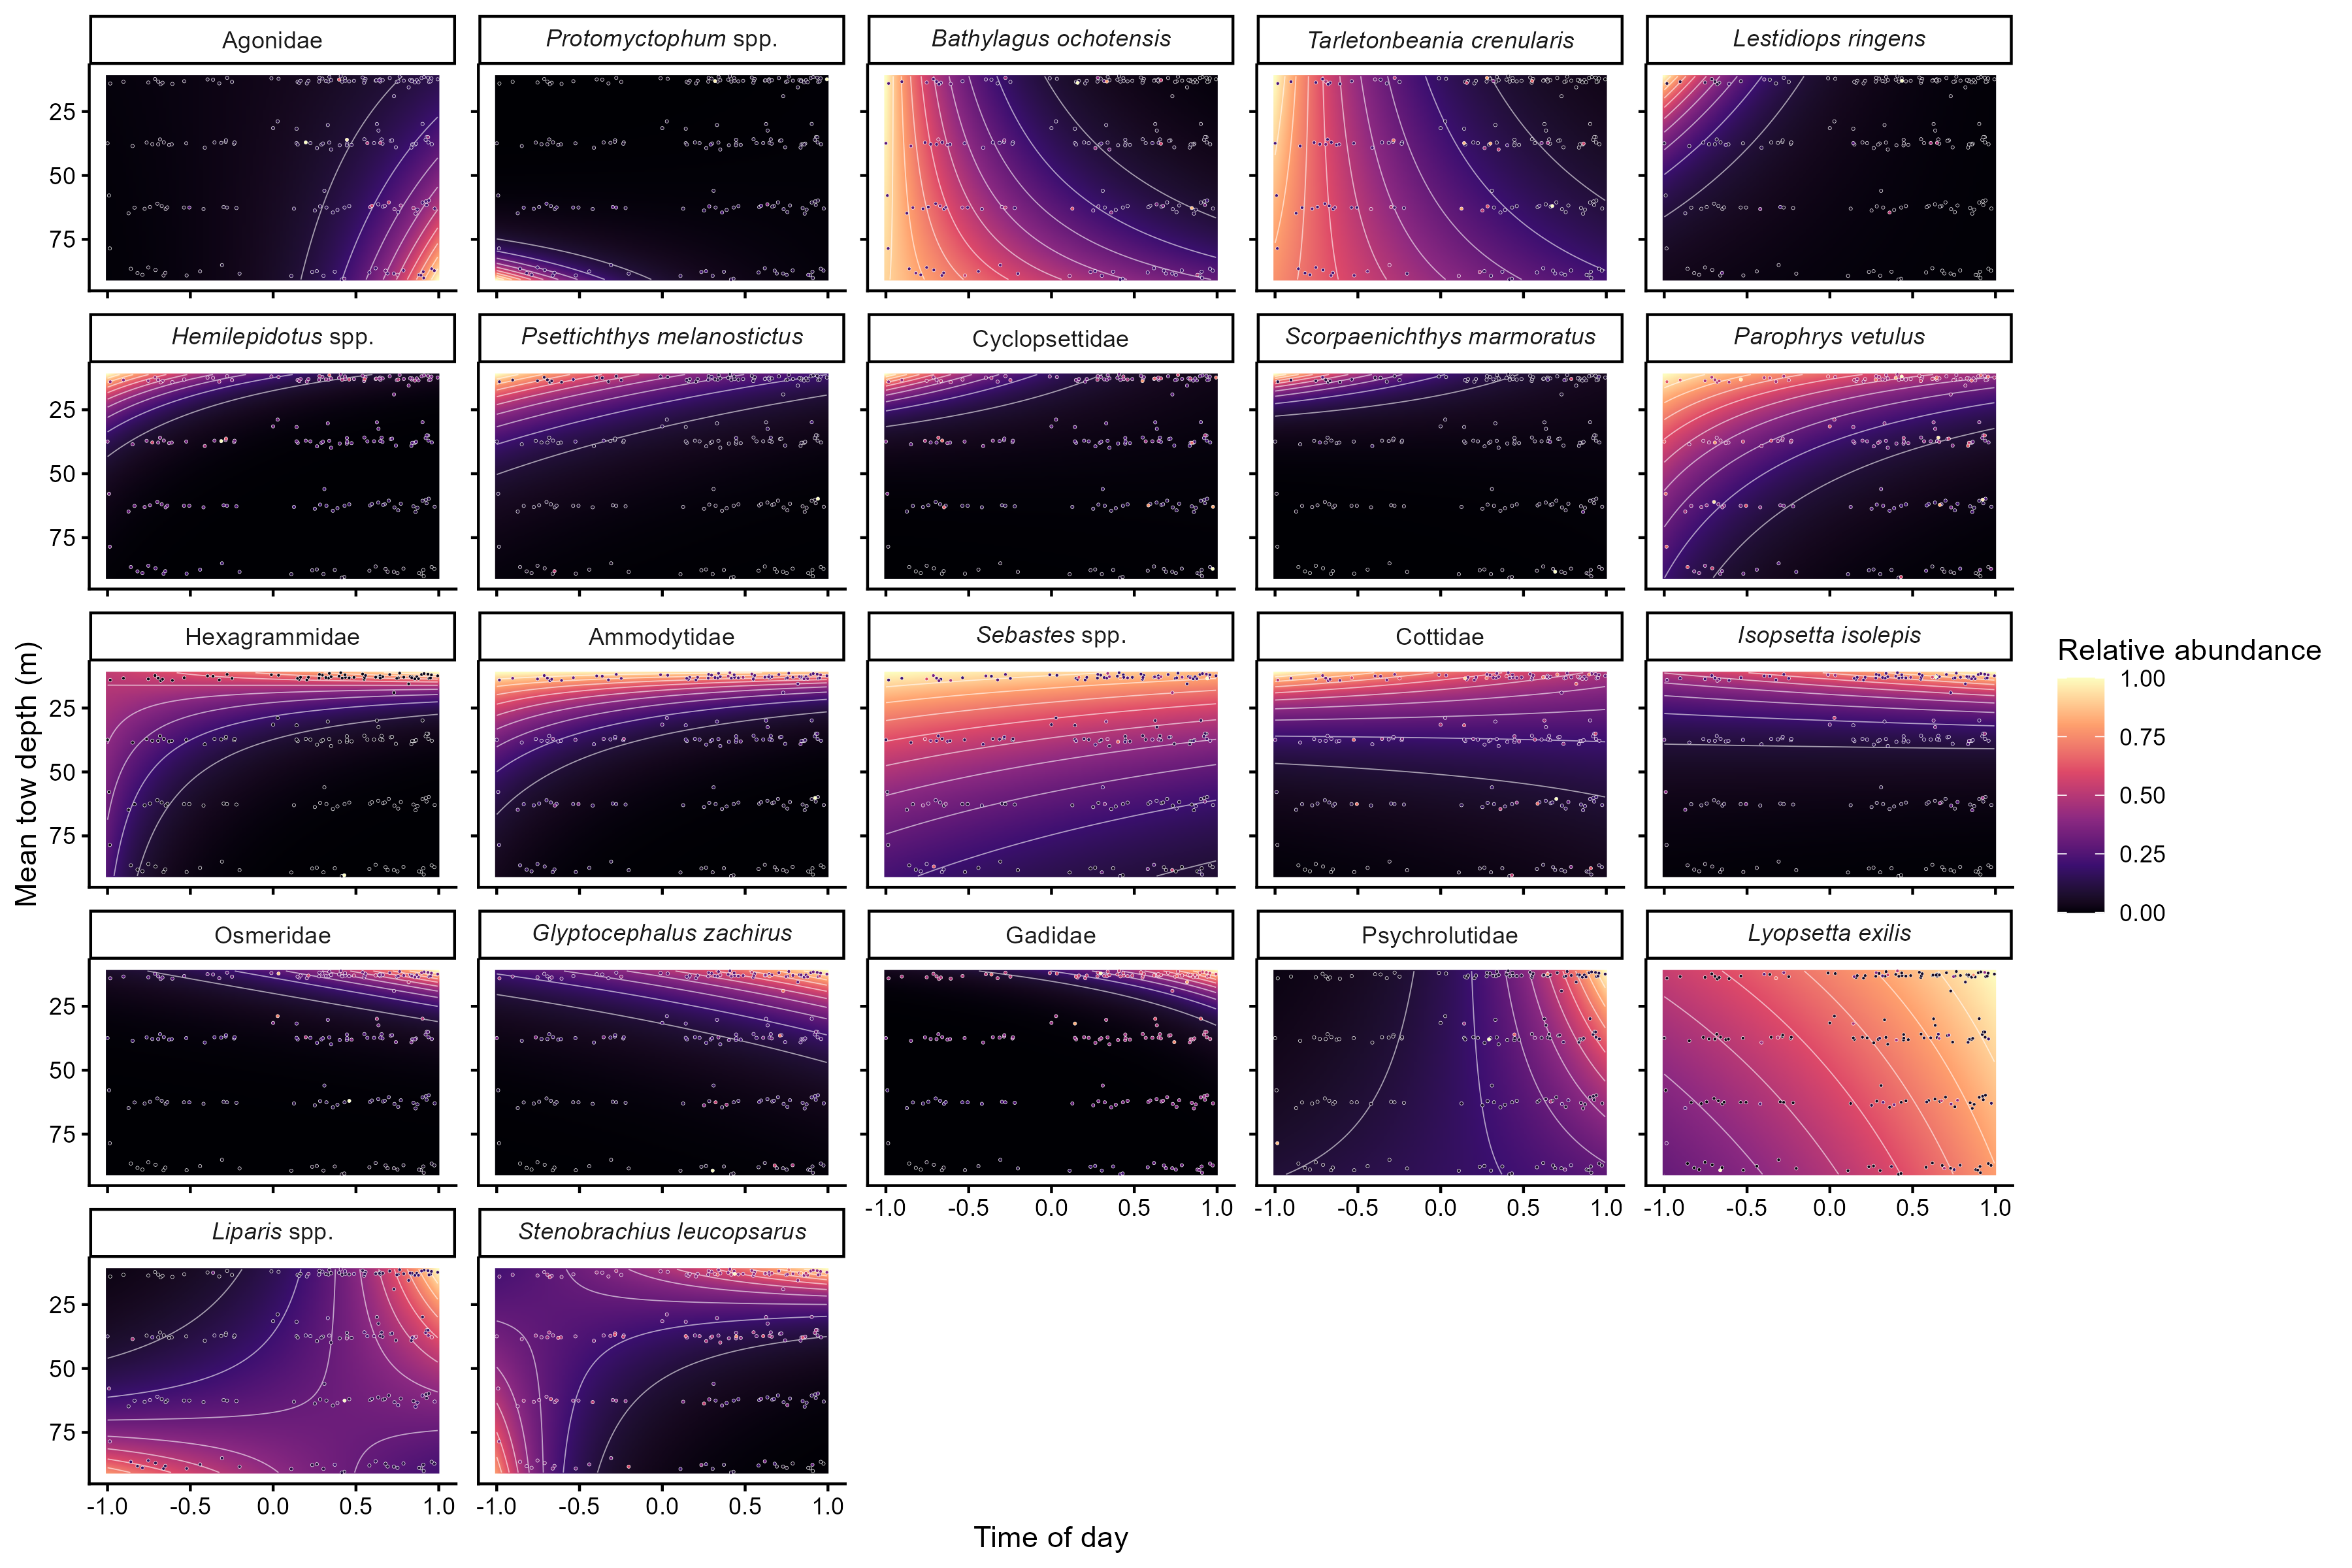 Agonidae
Protomyctophum spp.
Bathylagus ochotensis
Tarletonbeania crenularis
Lestidiops ringens
25
50
75
Hemilepidotus spp.
Psettichthys melanostictus
Cyclopsettidae
Scorpaenichthys marmoratus
Parophrys vetulus
25
50
75
Hexagrammidae
Ammodytidae
Sebastes spp.
Cottidae
Isopsetta isolepis
25
50
75
Mean tow depth (m)
Relative abundance
1.00
0.75
0.50
0.25
0.00
Osmeridae
Glyptocephalus zachirus
Gadidae
Psychrolutidae
Lyopsetta exilis
25
50
75
-1.0 -0.5 0.0 0.5 1.0
-1.0 -0.5 0.0 0.5 1.0
-1.0 -0.5 0.0 0.5 1.0
Liparis spp.
Stenobrachius leucopsarus
25
50
75
-1.0 -0.5 0.0 0.5 1.0
-1.0 -0.5 0.0 0.5 1.0
Time of day